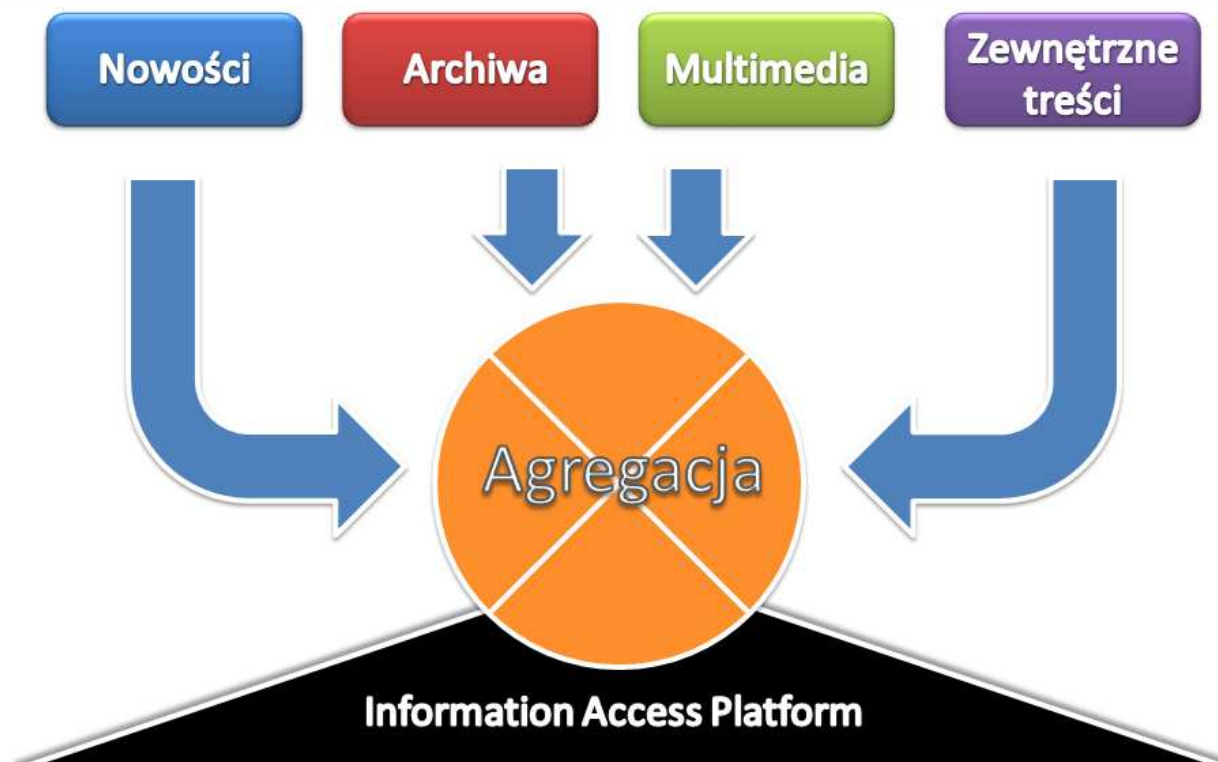 Nowości
Archiwa
Multimedia
Zewnętrzne
treści
Agregacja
Information Access Platform